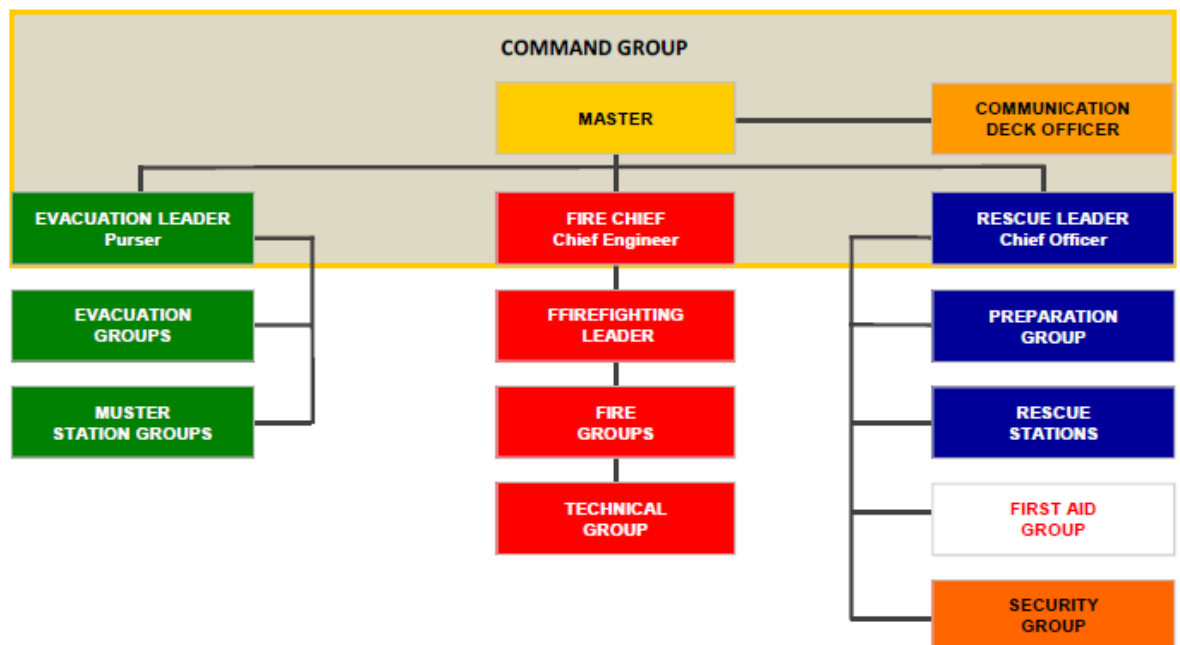 COMMAND GROUP
MASTER
COMMUNICATION
DECK OFFICER
EVACUATION LEADER
Purser
FIRE CHIEF
Chief Engineer
RESCUE LEADER
Chief Officer
EVACUATION
GROUPS
FFIREFIGHTING
LEADER
PREPARATION
GROUP
MUSTER
STATION GROUPS
FIRE
GROUPS
RESCUE
STATIONS
TECHNICAL
GROUP
FIRST AID
GROUP
SECURITY
GROUP